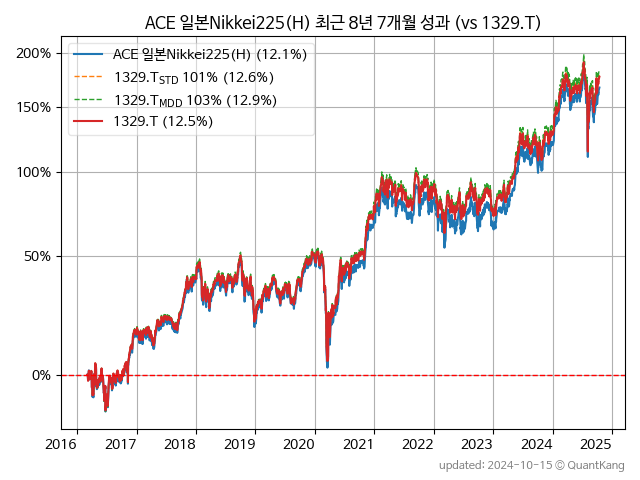 ACE 일본Nikkei225(H) 최근 8년 7개월 성과 (vs 1329.T)
ACE 일본Nikkei225(H) (12.1%)
1329.T_STD 101% (12.6%)
1329.T_MDD 103% (12.9%)
1329.T (12.5%)
200%
150%
100%
50%
0%
2016 2017 2018 2019 2020 2021 2022 2023 2024 2025
updated: 2024-10-15 © QuantKang